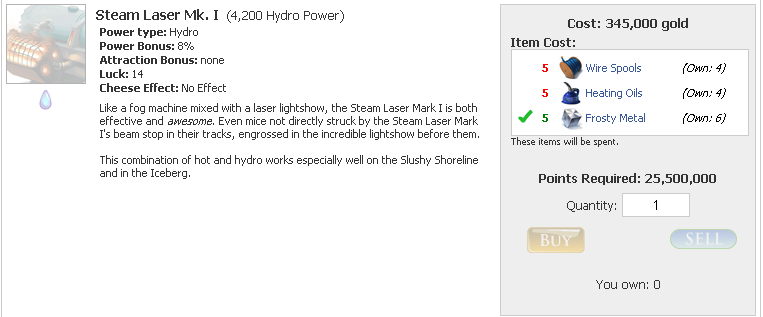 Steam Laser Mk. I (4,200 Hydro Power)
Power type: Hydro
Power Bonus: 8%
Attraction Bonus: none
Luck: 14
Cheese Effect: No Effect
Like a fog machine mixed with a laser lightshow, the Steam Laser Mark I is both
effective and awesome. Even mice not directly struck by the Steam Laser Mark
I's beam stop in their tracks, engrossed in the incredible lightshow before them.
This combination of hot and hydro works especially well on the Slushy Shoreline
and in the Iceberg.
Cost: 345,000 gold
Item Cost:
5 Wire Spools (Own: 4)
5 Heating Oils (Own: 4)
5 Frosty Metal (Own: 6)
These items will be spent.
Points Required: 25,500,000
Quantity: 1
BUY SELL
You own: 0